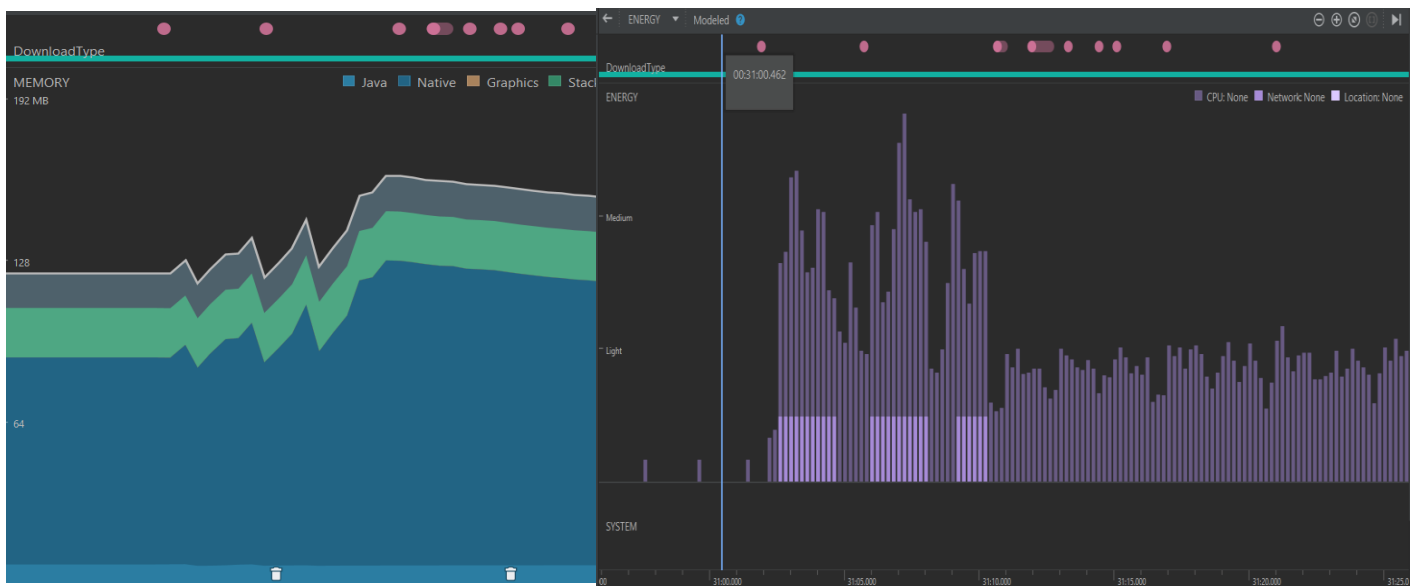 DownloadType
MEMORY
Java Native Graphics Stac
192 MB
128
64
ENERGY Modeled ?
DownloadType
00:31:00.462
ENERGY
CPU: None Network: None Location: None
Medium
Light
SYSTEM
00 31:00.000 31:05.000 31:10.000 31:15.000 31:20.000 31:25.0